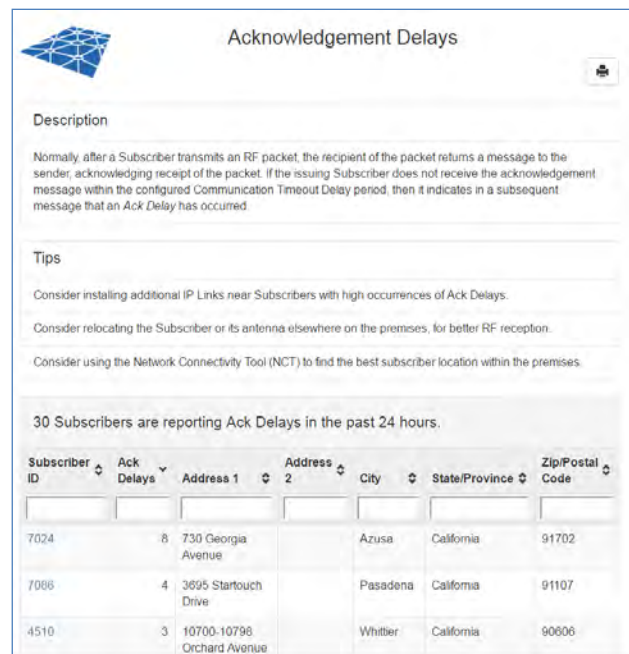 Acknowledgement Delays
Description
Normally, after a Subscriber transmits an RF packet, the recipient of the packet returns a message to the
sender, acknowledging receipt of the packet. If the issuing Subscriber does not receive the acknowledgement
message within the configured Communication Timeout Delay period, then it indicates in a subsequent
message that an Ack Delay has occurred.
Tips
Consider installing additional IP Links near Subscribers with high occurrences of Ack Delays.
Consider relocating the Subscriber or its antenna elsewhere on the premises, for better RF reception.
Consider using the Network Connectivity Tool (NCT) to find the best subscriber location within the premises.
30 Subscribers are reporting Ack Delays in the past 24 hours.
Subscriber ID Ack Delays Address 1 Address 2 City State/Province Zip/Postal Code
7024 8 730 Georgia Avenue Azusa California 91702
7086 4 3695 Startouch Drive Pasadena California 91107
4510 3 10700-10796 Orchard Avenue Whittier California 90606